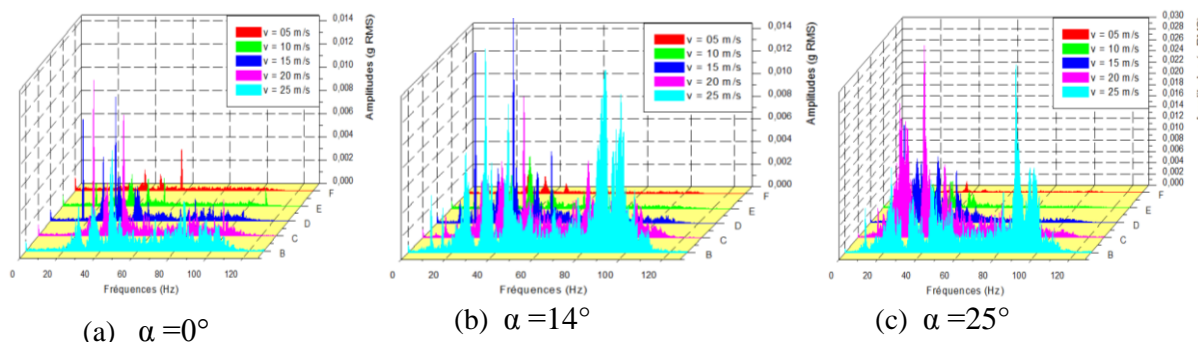 0,014
0,012
0,010
0,008
0,006
0,004
0,002
0,000
Amplitudes (g RMS)
v = 05 m/s
v = 10 m/s
v = 15 m/s
v = 20 m/s
v = 25 m/s
F
E
D
C
B
0 20 40 60 80 100 120
Fréquences (Hz)
(a) α =0°
0,014
0,012
0,010
0,008
0,006
0,004
0,002
0,000
Amplitudes (g RMS)
v = 05 m/s
v = 10 m/s
v = 15 m/s
v = 20 m/s
v = 25 m/s
F
E
D
C
B
0 20 40 60 80 100 120
Fréquences (Hz)
(b) α =14°
0,030
0,028
0,026
0,024
0,022
0,020
0,018
0,016
0,014
0,012
0,010
0,008
0,006
0,004
0,002
0,000
v = 05 m/s
v = 10 m/s
v = 15 m/s
v = 20 m/s
v = 25 m/s
F
E
D
C
B
0 20 40 60 80 100 120
Fréquences (Hz)
(c) α =25°